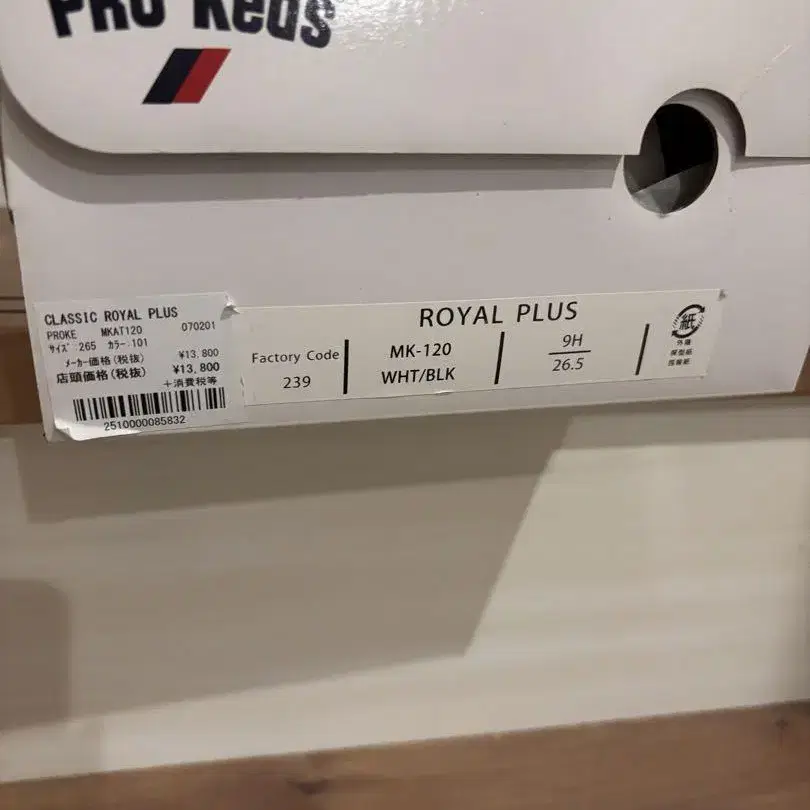 PRO Keds
CLASSIC ROYAL PLUS
PROKE MKAT120 070201
サイズ 265 カラー 101
メーカー価格(税抜) ¥13,800
店頭価格(税抜) ¥13,800
+消費税等
2510000085832
ROYAL PLUS
Factory Code
239
MK-120
WHT/BLK
9H
26.5
紙
外箱